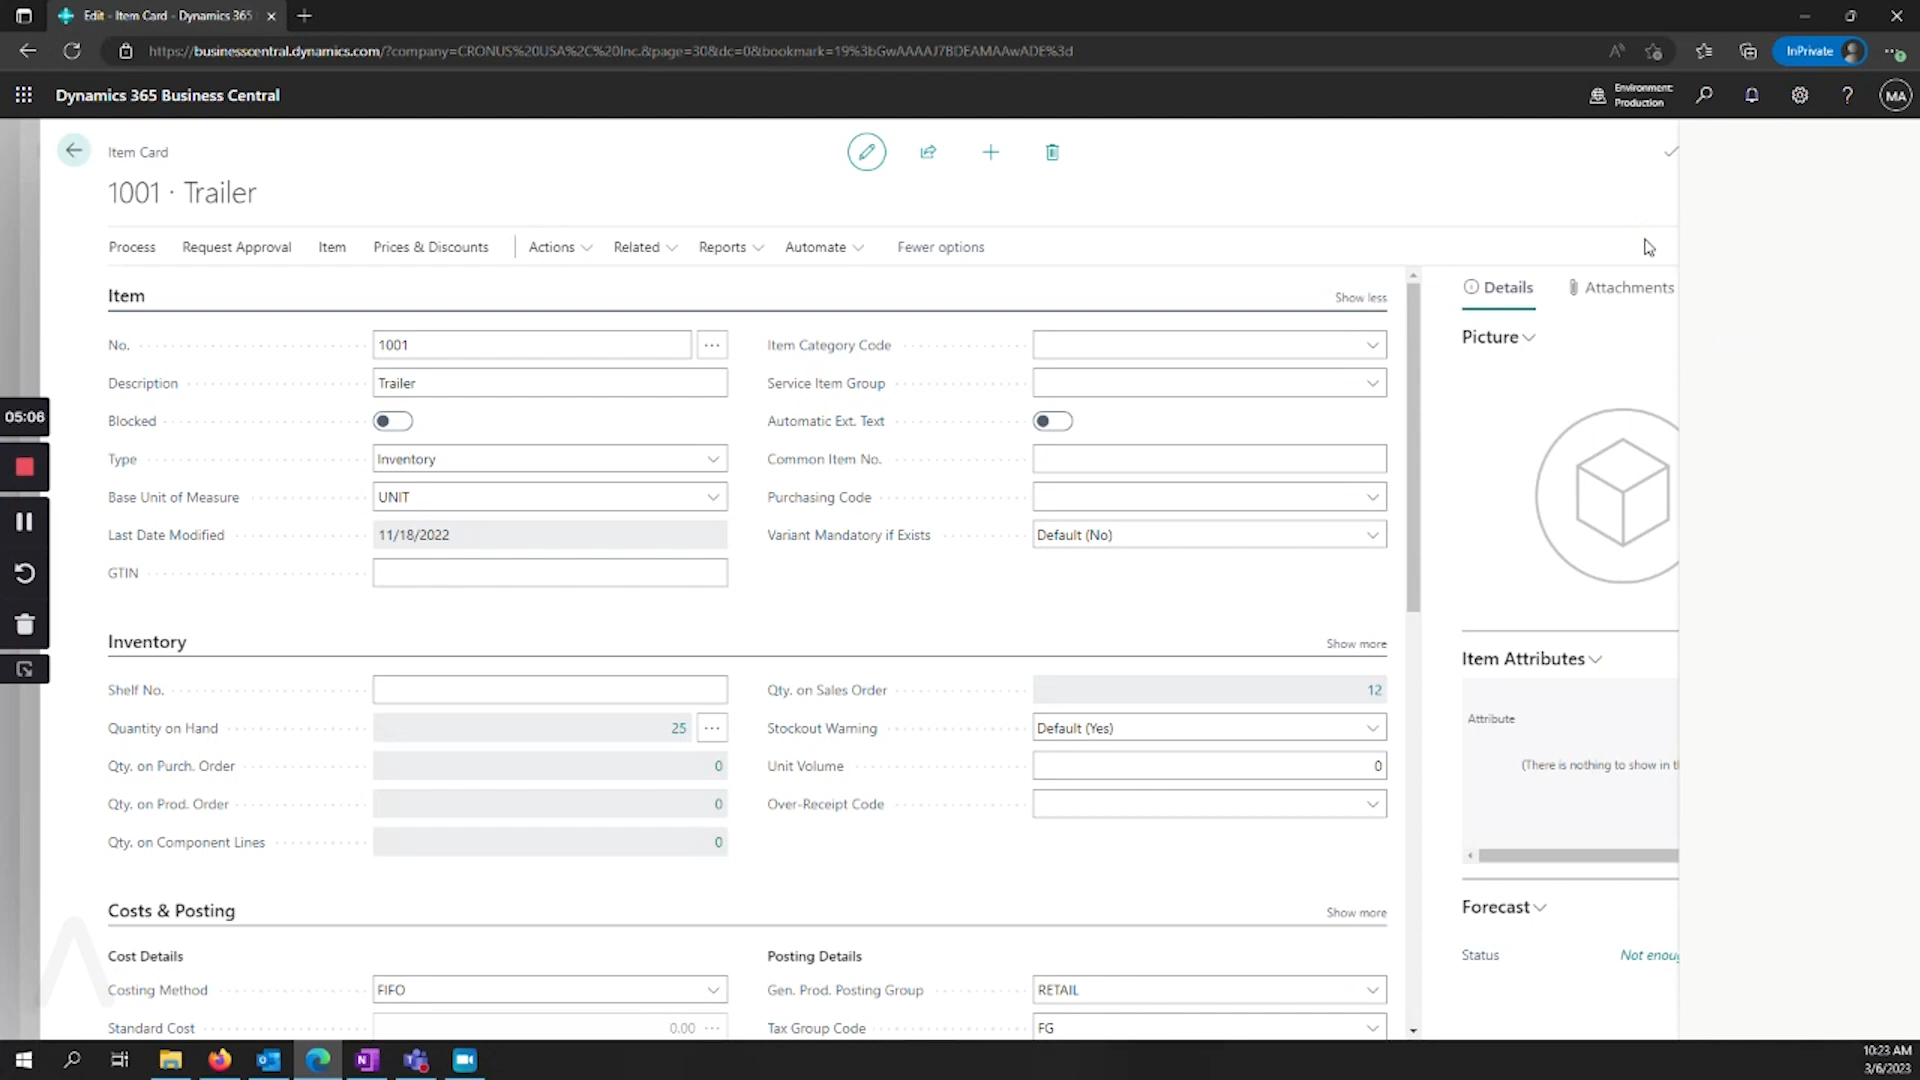 Edit - Item Card - Dynamics 365
https://businesscentral.dynamics.com/?company=CRONUS%20USA%2C%20Inc.&page=30&dc=0&bookmark=19%3bGwAAAAJ7BDEAMAAwADE%3d
InPrivate
Dynamics 365 Business Central
Environment:
Production
MA
Item Card
1001 · Trailer
Process Request Approval Item Prices & Discounts Actions Related Reports Automate Fewer options
Item
Show less
No.
1001
Item Category Code
Description
Trailer
Service Item Group
Blocked
Automatic Ext. Text
Type
Inventory
Common Item No.
Base Unit of Measure
UNIT
Purchasing Code
Last Date Modified
11/18/2022
Variant Mandatory if Exists
Default (No)
GTIN
Inventory
Show more
Shelf No.
Qty. on Sales Order
12
Quantity on Hand
25
Stockout Warning
Default (Yes)
Qty. on Purch. Order
0
Unit Volume
0
Qty. on Prod. Order
0
Over-Receipt Code
Qty. on Component Lines
0
Costs & Posting
Show more
Cost Details
Posting Details
Costing Method
FIFO
Gen. Prod. Posting Group
RETAIL
Standard Cost
0.00
Tax Group Code
FG
Details
Attachments
Picture
Item Attributes
Attribute
(There is nothing to show in t
Forecast
Status
Not enou
05:06
10:23 AM
3/6/2023